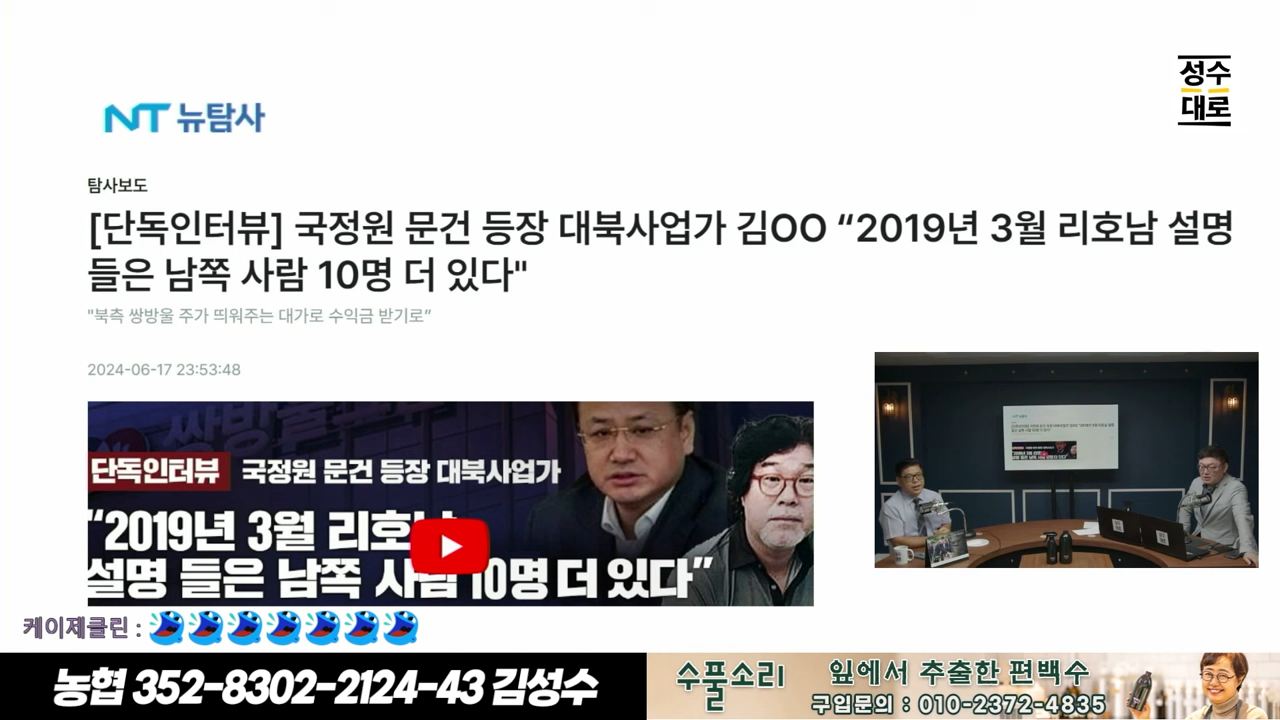 성수
대로
NT 뉴탐사
탐사보도
[단독인터뷰] 국정원 문건 등장 대북사업가 김OO “2019년 3월 리호남 설명
들은 남쪽 사람 10명 더 있다"
"북측 쌍방울 주가 띄워주는 대가로 수익금 받기로”
2024-06-17 23:53:48
단독인터뷰 국정원 문건 등장 대북사업가
“2019년 3월 리호남
설명 들은 남쪽 사람 10명 더 있다”
케이제클린 :
농협 352-8302-2124-43 김성수
수풀소리
잎에서 추출한 편백수
구입문의 : 010-2372-4835